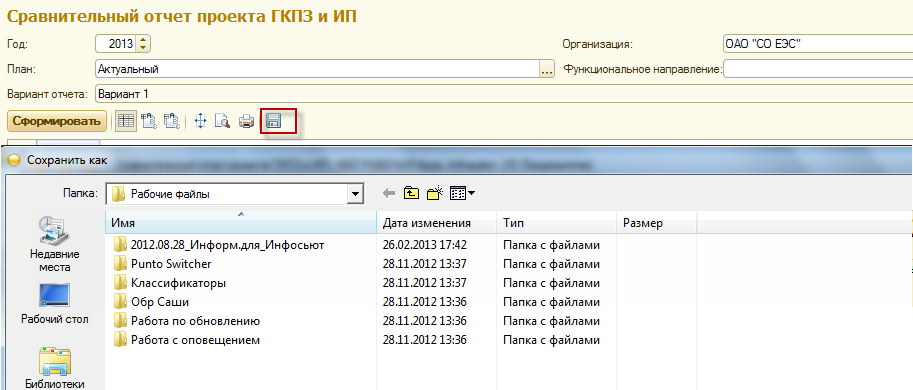 Сравнительный отчет проекта ГКПЗ и ИП
Год: 2013 Организация: ОАО "СО ЕЭС"
План: Актуальный ... Функциональное направление:
Вариант отчета: Вариант 1
Сформировать
Сохранить как
Папка: Рабочие файлы
Имя Дата изменения Тип Размер
2012.08.28_Информ.для_Инфосьют 26.02.2013 17:42 Папка с файлами
Punto Switcher 28.11.2012 13:37 Папка с файлами
Классификаторы 28.11.2012 13:37 Папка с файлами
Обр Саши 28.11.2012 13:36 Папка с файлами
Работа по обновлению 28.11.2012 13:36 Папка с файлами
Работа с оповещением 28.11.2012 13:36 Папка с файлами
Недавние
места
Рабочий стол
Библиотеки